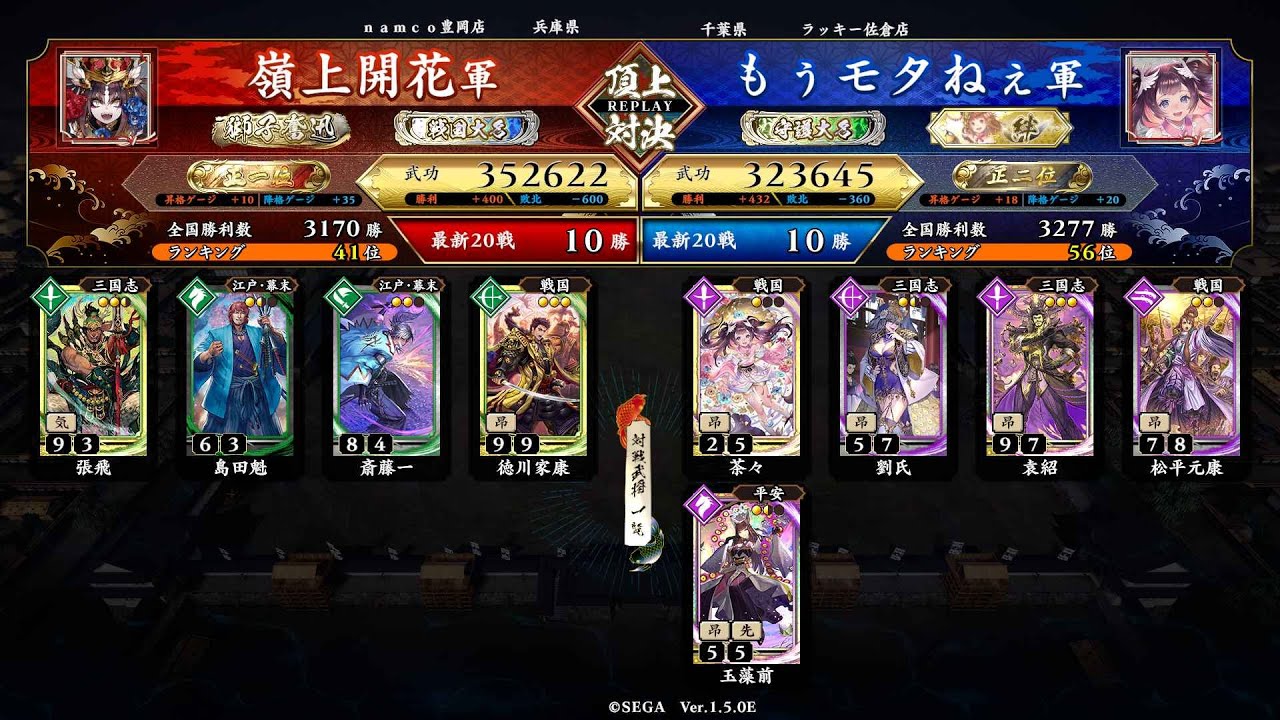 namco豊岡店 兵庫県
千葉県 ラッキー佐倉店
嶺上開花軍
頂上
REPLAY
対決
もぅモタねぇ軍
獅子奮迅
戦国大名
守護大名
絆
正一位
昇格ゲージ +10 降格ゲージ +35
武功 352622
勝利 +400 敗北 -600
武功 323645
勝利 +432 敗北 -360
正二位
昇格ゲージ +18 降格ゲージ +20
全国勝利数 3170勝
ランキング 41位
最新20戦 10勝
最新20戦 10勝
全国勝利数 3277勝
ランキング 56位
三国志
江戸・幕末
江戸・幕末
戦国
戦国
三国志
三国志
戦国
気
昂
昂
昂
昂
昂
9 3
6 3
8 4
9 9
2 5
5 7
9 7
7 8
張飛
島田魁
斎藤一
徳川家康
茶々
劉氏
袁紹
松平元康
対戦武将一覧
平安
昂 先
5 5
玉藻前
©SEGA Ver.1.5.0E